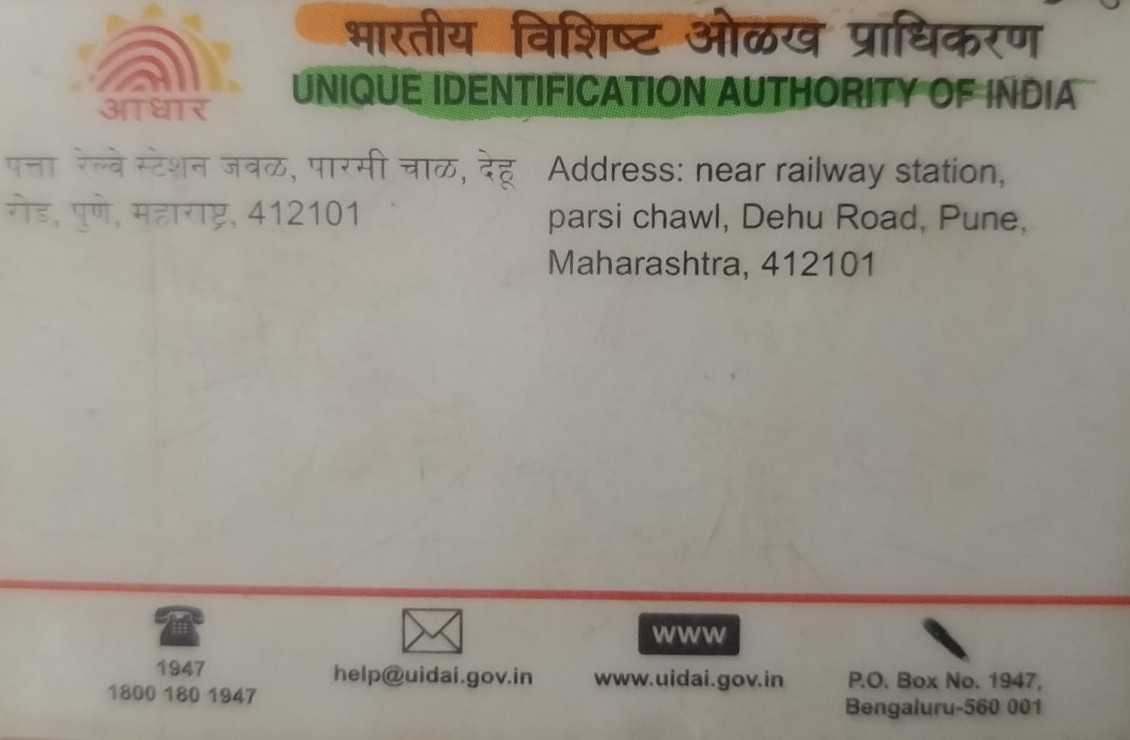 भारतीय विशिष्ट ओळख प्राधिकरण
UNIQUE IDENTIFICATION AUTHORITY OF INDIA
आधार
पत्ता रेल्वे स्टेशन जवळ, पारसी चाळ, देहू
रोड, पुणे, महाराष्ट्र, 412101
Address: near railway station,
parsi chawl, Dehu Road, Pune,
Maharashtra, 412101
1947
1800 180 1947
help@uidai.gov.in
www
www.uidai.gov.in
P.O. Box No. 1947,
Bengaluru-560 001